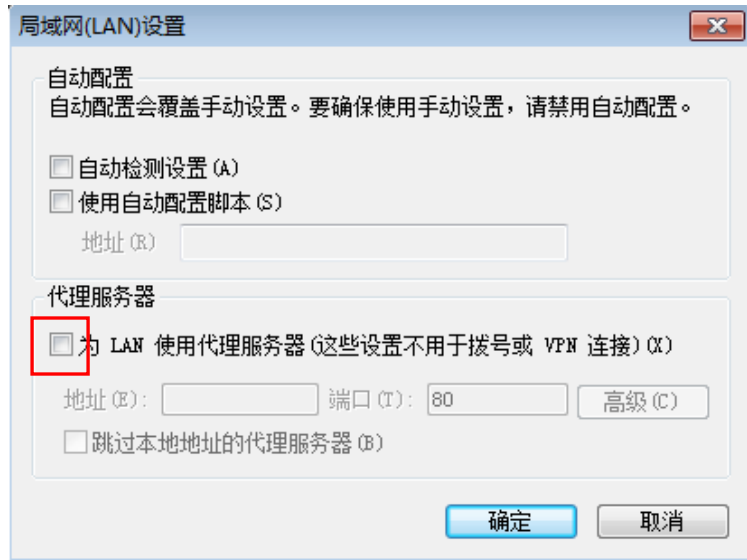 局域网(LAN)设置
自动配置
自动配置会覆盖手动设置。要确保使用手动设置，请禁用自动配置。
自动检测设置(A)
使用自动配置脚本(S)
地址(R)
代理服务器
为 LAN 使用代理服务器(这些设置不用于拨号或 VPN 连接)(X)
地址(E): 端口(T): 80 高级(C)
跳过本地地址的代理服务器(B)
确定 取消